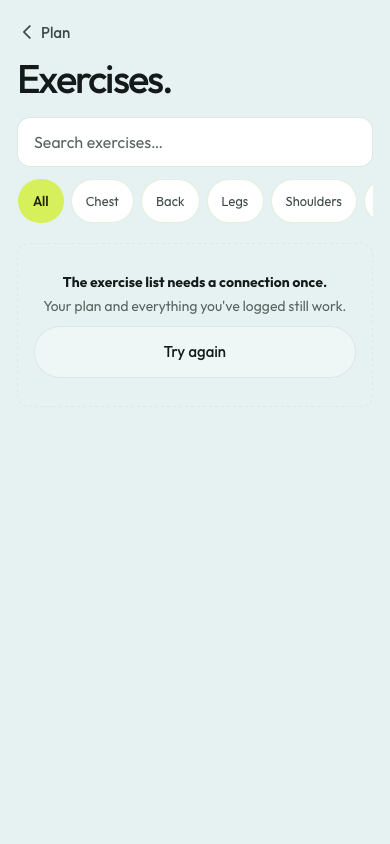 Plan
Exercises.
Search exercises...
All
Chest
Back
Legs
Shoulders
The exercise list needs a connection once.
Your plan and everything you've logged still work.
Try again